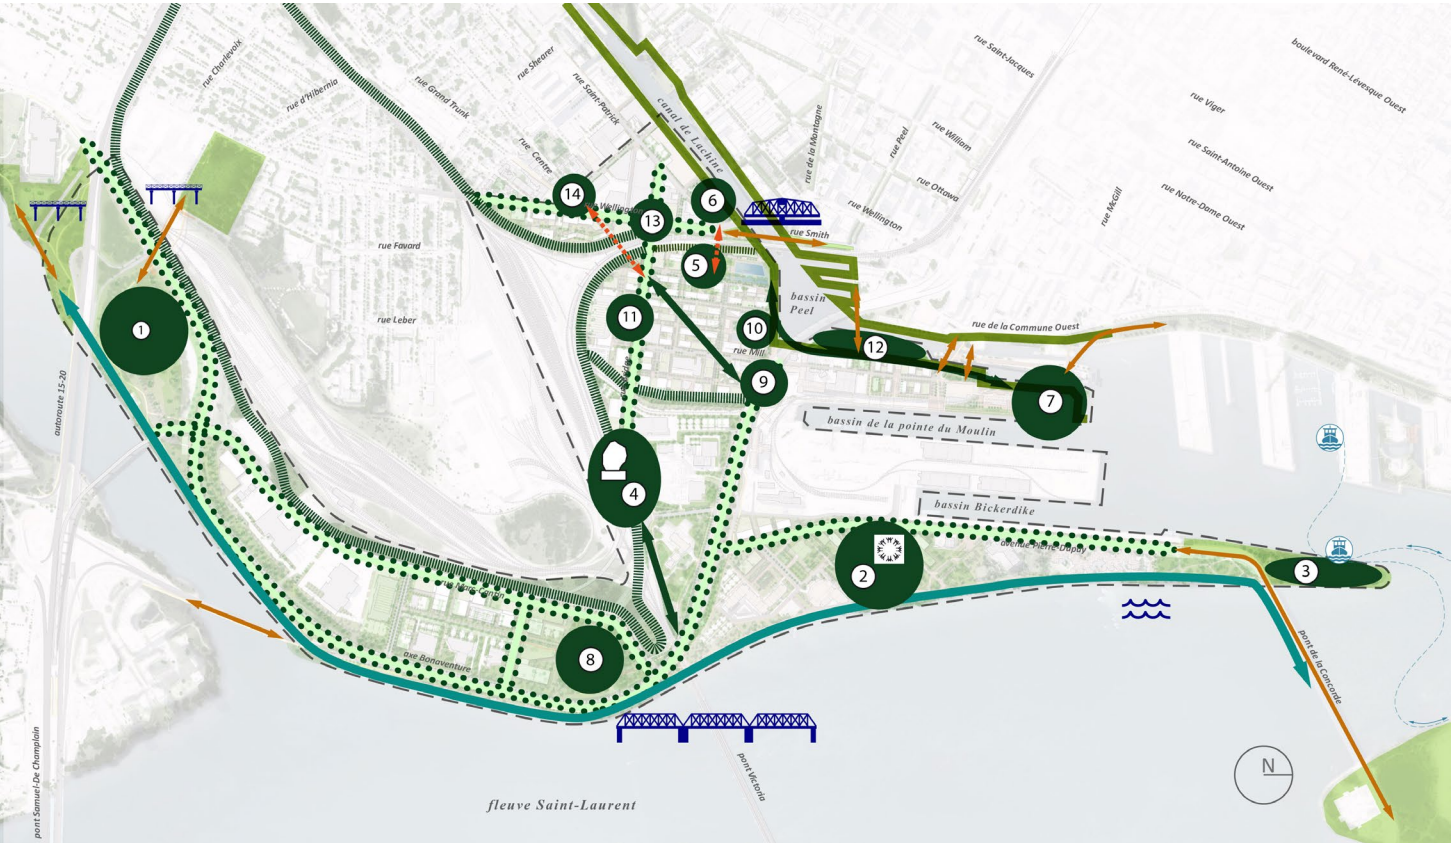 rue Charlevoix
rue d'Hibernia
rue Grand Trunk
rue Shearer
rue Saint-Patrick
rue Centre
canal de Lachine
rue de la Montagne
rue Peel
rue William
rue Ottawa
rue Wellington
rue Saint-Jacques
boulevard René-Lévesque Ouest
rue Viger
rue Saint-Antoine Ouest
rue Notre-Dame Ouest
rue McGill
14
rue Wellington
13
6
rue Smith
5
rue Favard
rue Leber
1
11
10
rue Mill
bassin
Peel
12
rue de la Commune Ouest
9
7
autoroute 15-20
bassin de la pointe du Moulin
4
bassin Bickerdike
avenue Pierre-Dupuy
2
3
rue Marc-Cantin
axe Bonaventure
8
pont de la Concorde
pont Victoria
pont Samuel-De Champlain
fleuve Saint-Laurent
N